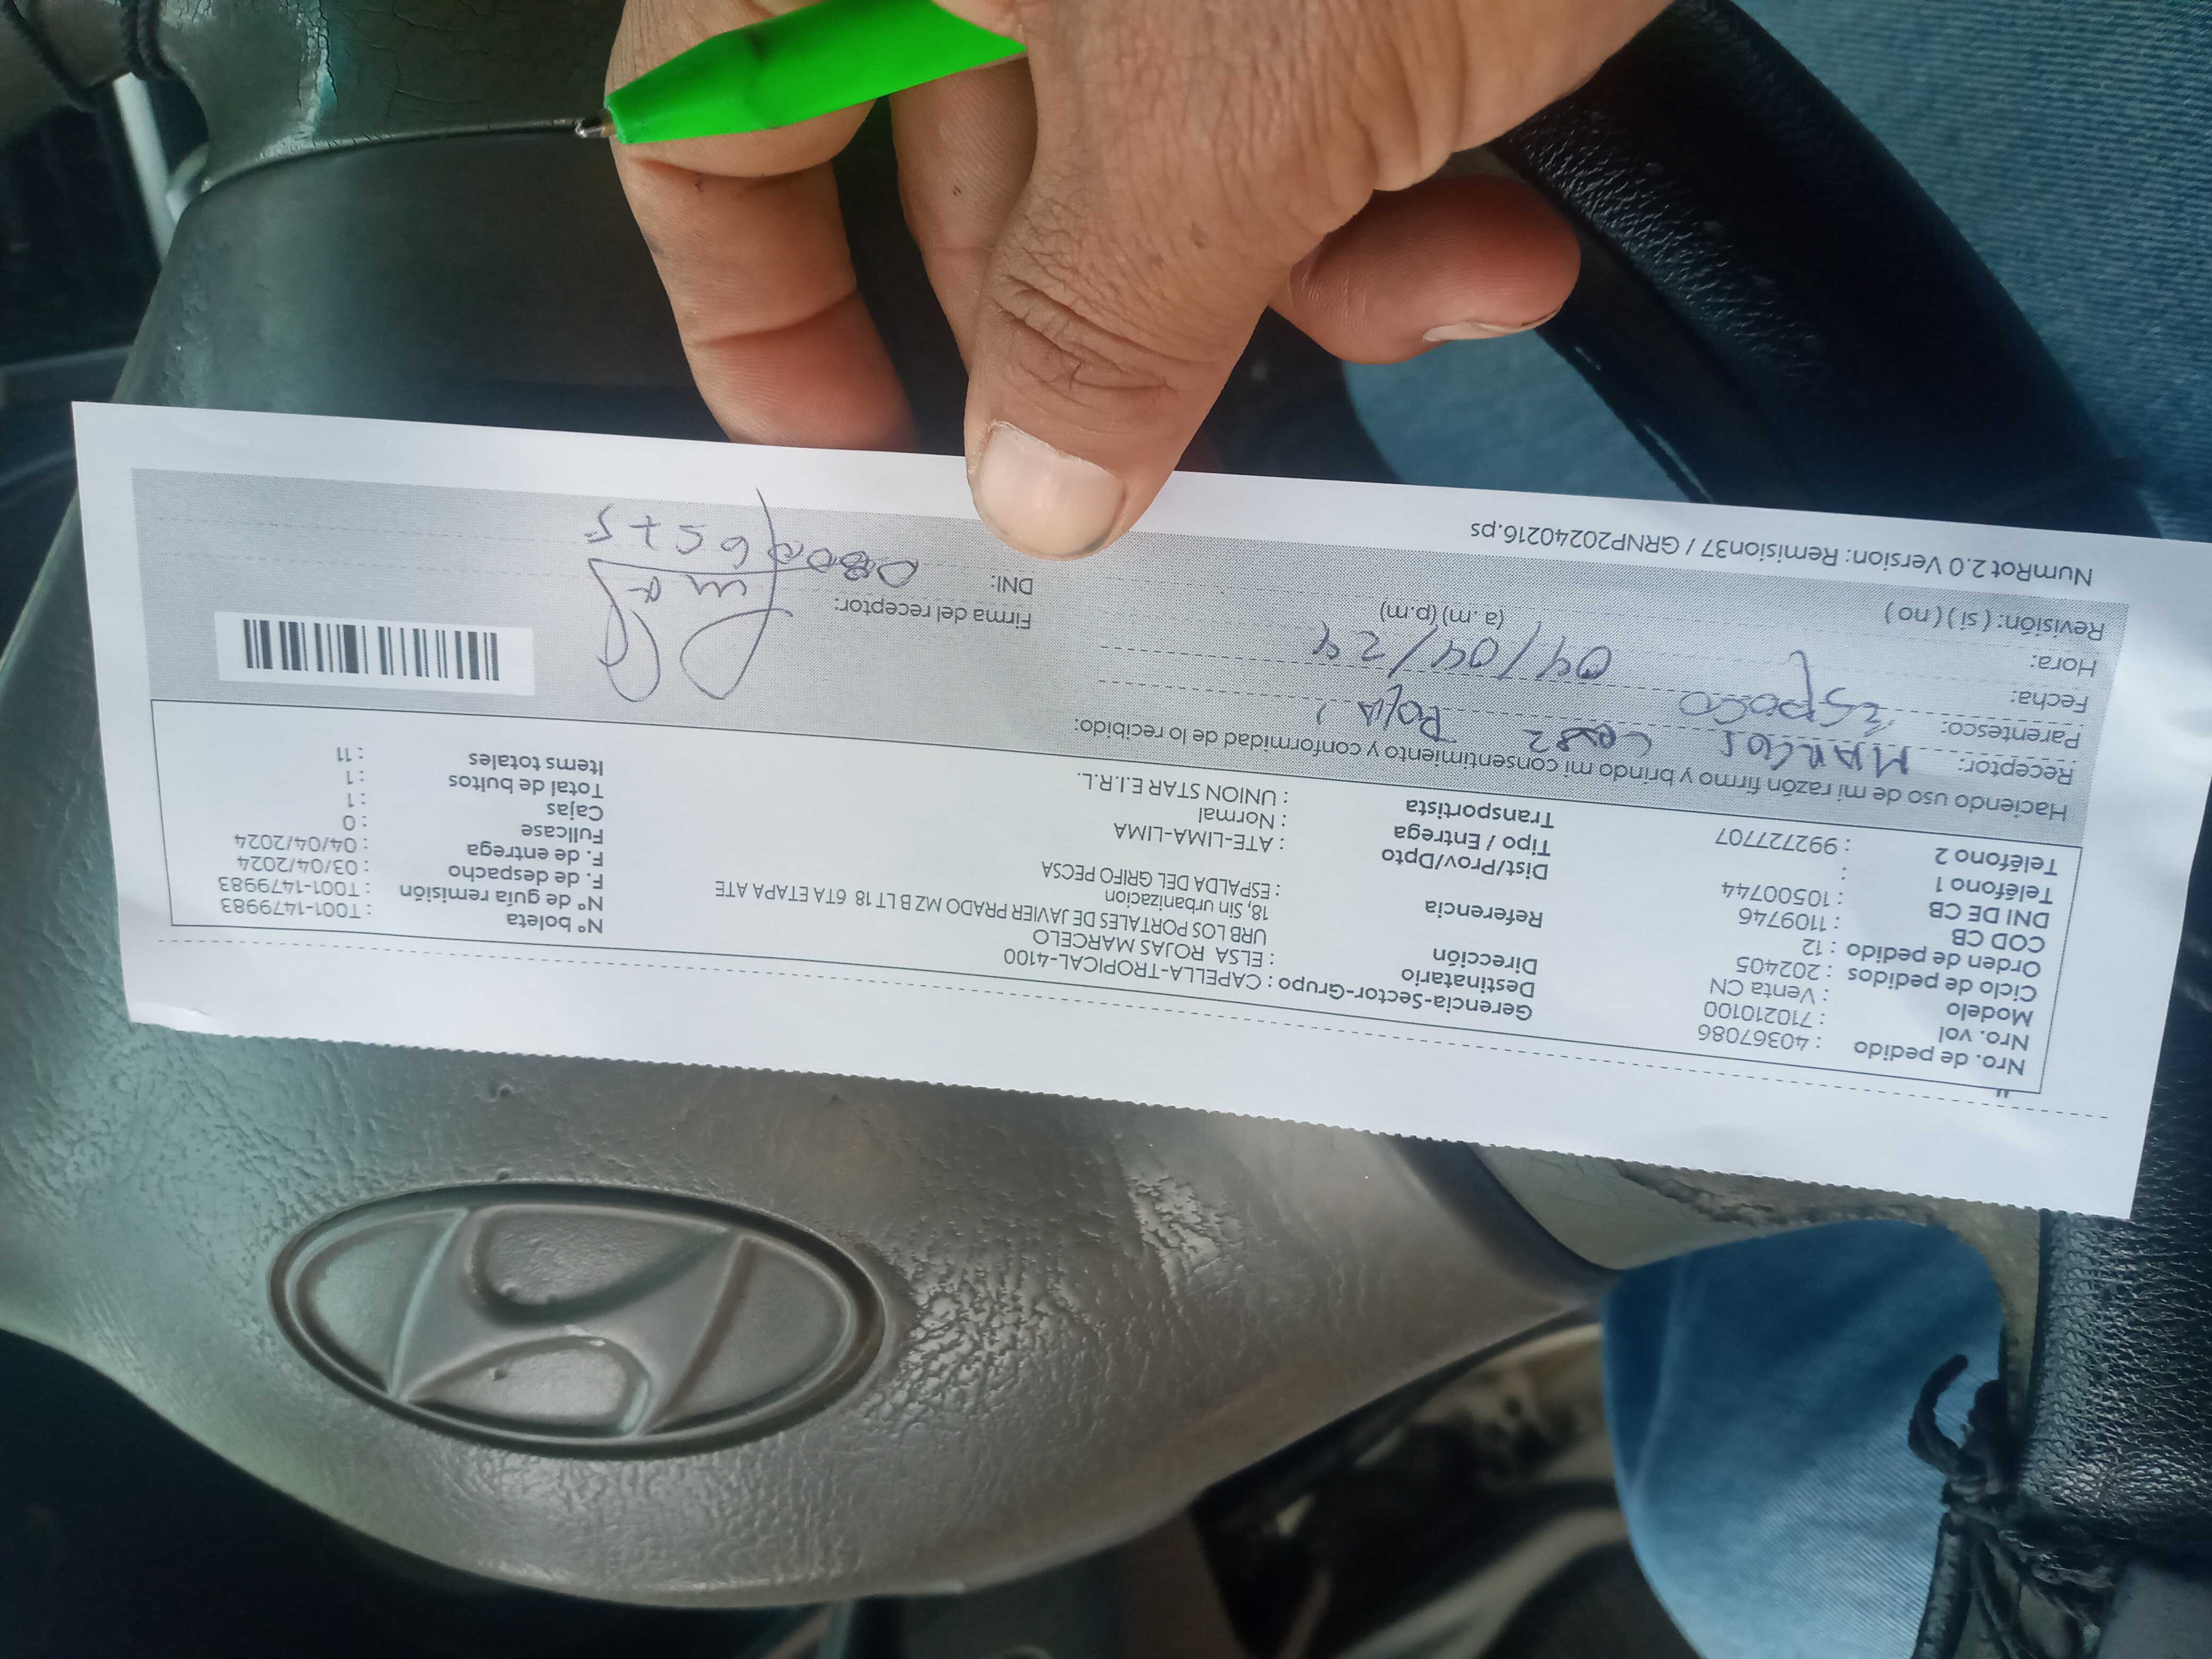 Nro. de pedido : 40367086
Nro. vol : 710210100
Modelo : Venta CN
Ciclo de pedidos : 202405
Orden de pedido : 12
COD CB : 1109746
DNI DE CB : 10500744
Teléfono 1 :
Teléfono 2 : 992727707
Gerencia-Sector-Grupo : CAPELLA-TROPICAL-4100
Destinatario : ELSA ROJAS MARCELO
Dirección URB LOS PORTALES DE JAVIER PRADO MZ B LT 18 6TA ETAPA ATE
18, Sin urbanizacion
Referencia : ESPALDA DEL GRIFO PECSA
Dist/Prov/Dpto : ATE-LIMA-LIMA
Tipo / Entrega : Normal
Transportista : UNION STAR E.I.R.L.
N° boleta : T001-1479983
N° de guía remisión : T001-1479983
F. de despacho : 03/04/2024
F. de entrega : 04/04/2024
Fullcase : 0
Cajas : 1
Total de bultos : 1
Items totales : 11
Haciendo uso de mi razón firmo y brindo mi consentimiento y conformidad de lo recibido:
Receptor: MARCOS
Parentesco: ESPOSO
Fecha: 04/04/24
Hora: (a.m) (p.m)
Revisión: ( si ) ( no )
Firma del receptor:
DNI:
NumRot 2.0 Version: Remision37 / GRNP20240216.ps